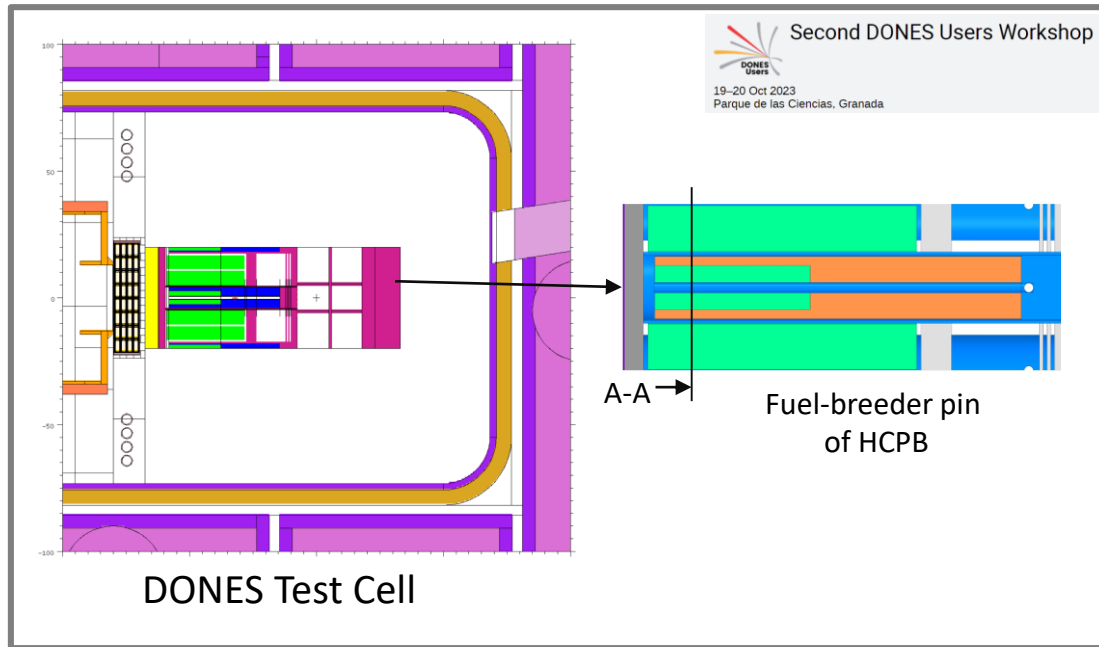 Second DONES Users Workshop
DONES
Users
19–20 Oct 2023
Parque de las Ciencias, Granada
100
50
0
−50
−100
A-A
Fuel-breeder pin
of HCPB
DONES Test Cell